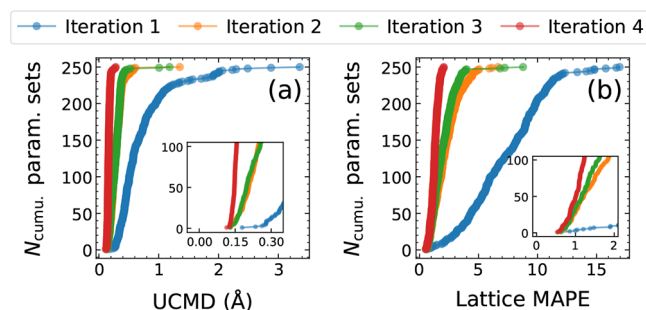 Iteration 1 Iteration 2 Iteration 3 Iteration 4
N_cumu. param. sets
250
200
150
100
50
0
(a)
100
50
0
0.00 0.15 0.30
0 1 2 3
UCMD (Å)
N_cumu. param. sets
250
200
150
100
50
0
(b)
100
50
0
0 1 2
0 5 10 15
Lattice MAPE